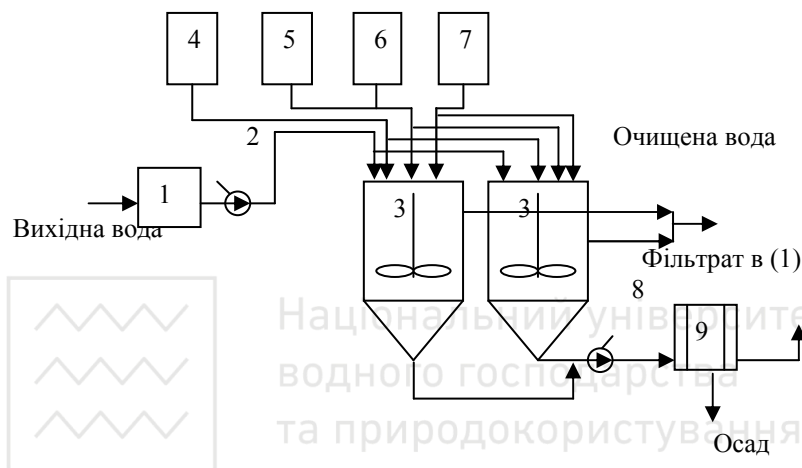 4 5 6 7
2
Очищена вода
1
3 3
Вихідна вода
Фільтрат в (1)
8
Національний університе
9
водного господарства
та природокористування
Осад